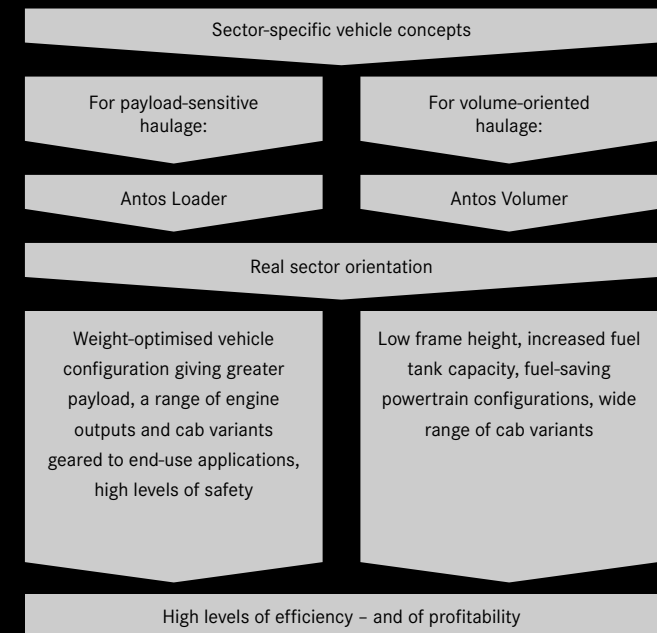 Sector-specific vehicle concepts
For payload-sensitive
haulage:
For volume-oriented
haulage:
Antos Loader
Antos Volumer
Real sector orientation
Weight-optimised vehicle
configuration giving greater
payload, a range of engine
outputs and cab variants
geared to end-use applications,
high levels of safety
Low frame height, increased fuel
tank capacity, fuel-saving
powertrain configurations, wide
range of cab variants
High levels of efficiency – and of profitability